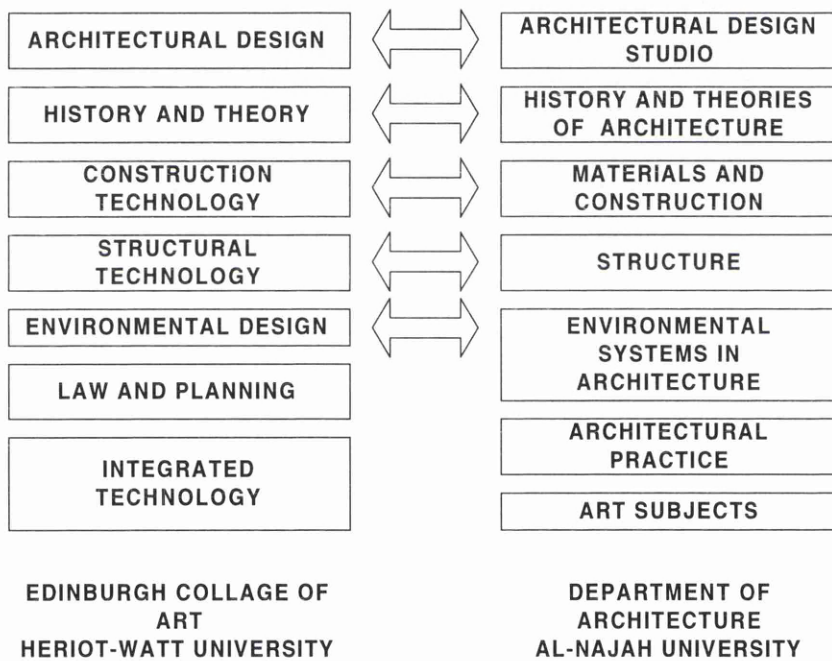 ARCHITECTURAL DESIGN
HISTORY AND THEORY
CONSTRUCTION
TECHNOLOGY
STRUCTURAL
TECHNOLOGY
ENVIRONMENTAL DESIGN
LAW AND PLANNING
INTEGRATED
TECHNOLOGY
EDINBURGH COLLAGE OF
ART
HERIOT-WATT UNIVERSITY
ARCHITECTURAL DESIGN
STUDIO
HISTORY AND THEORIES
OF ARCHITECTURE
MATERIALS AND
CONSTRUCTION
STRUCTURE
ENVIRONMENTAL
SYSTEMS IN
ARCHITECTURE
ARCHITECTURAL
PRACTICE
ART SUBJECTS
DEPARTMENT OF
ARCHITECTURE
AL-NAJAH UNIVERSITY